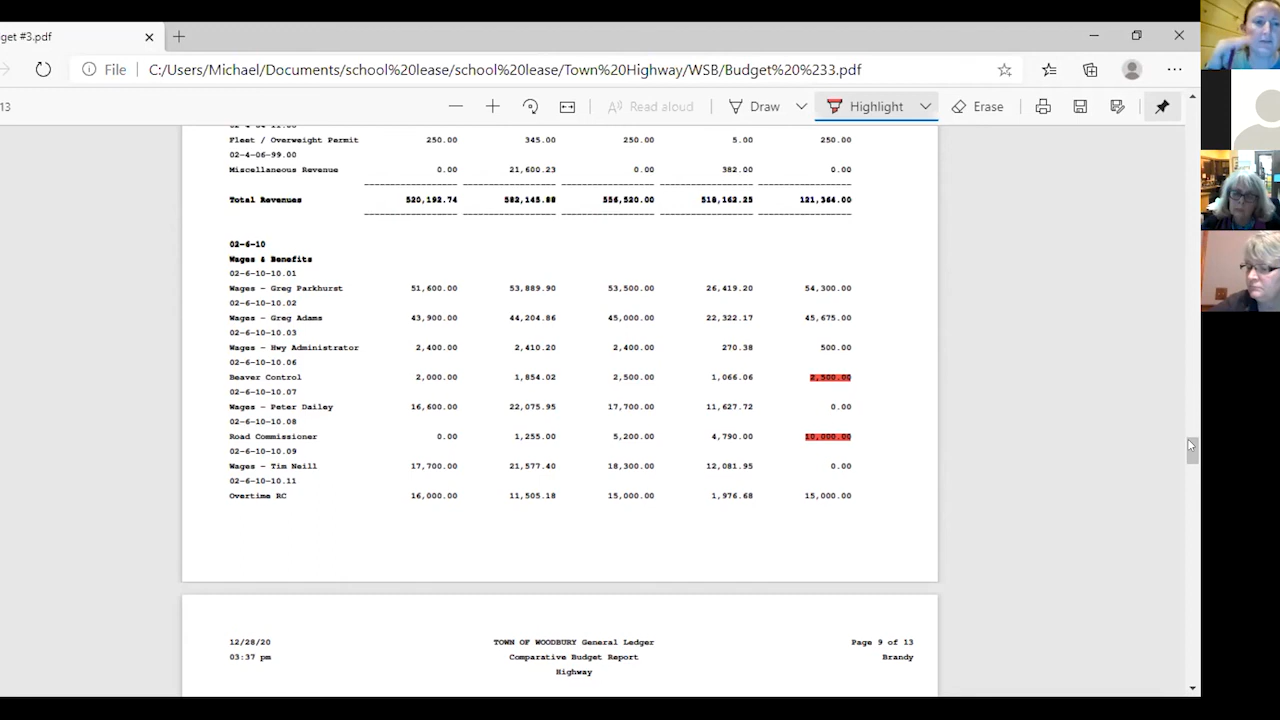 get #3.pdf
File C:/Users/Michael/Documents/school%20lease/school%20lease/Town%20Highway/WSB/Budget%20%233.pdf
13 Read aloud Draw Highlight Erase
Fleet / Overweight Permit 250.00 345.00 250.00 5.00 250.00
02-4-06-99.00
Miscellaneous Revenue 0.00 21,600.23 0.00 382.00 0.00
Total Revenues 520,192.74 582,145.88 556,520.00 518,162.25 121,364.00
02-6-10
Wages & Benefits
02-6-10-10.01
Wages - Greg Parkhurst 51,600.00 53,889.90 53,500.00 26,419.20 54,300.00
02-6-10-10.02
Wages - Greg Adams 43,900.00 44,204.86 45,000.00 22,322.17 45,675.00
02-6-10-10.03
Wages - Hwy Administrator 2,400.00 2,410.20 2,400.00 270.38 500.00
02-6-10-10.06
Beaver Control 2,000.00 1,854.02 2,500.00 1,066.06 2,500.00
02-6-10-10.07
Wages - Peter Dailey 16,600.00 22,075.95 17,700.00 11,627.72 0.00
02-6-10-10.08
Road Commissioner 0.00 1,255.00 5,200.00 4,790.00 10,000.00
02-6-10-10.09
Wages - Tim Neill 17,700.00 21,577.40 18,300.00 12,081.95 0.00
02-6-10-10.11
Overtime RC 16,000.00 11,505.18 15,000.00 1,976.68 15,000.00
12/28/20 TOWN OF WOODBURY General Ledger Page 9 of 13
03:37 pm Comparative Budget Report Brandy
Highway